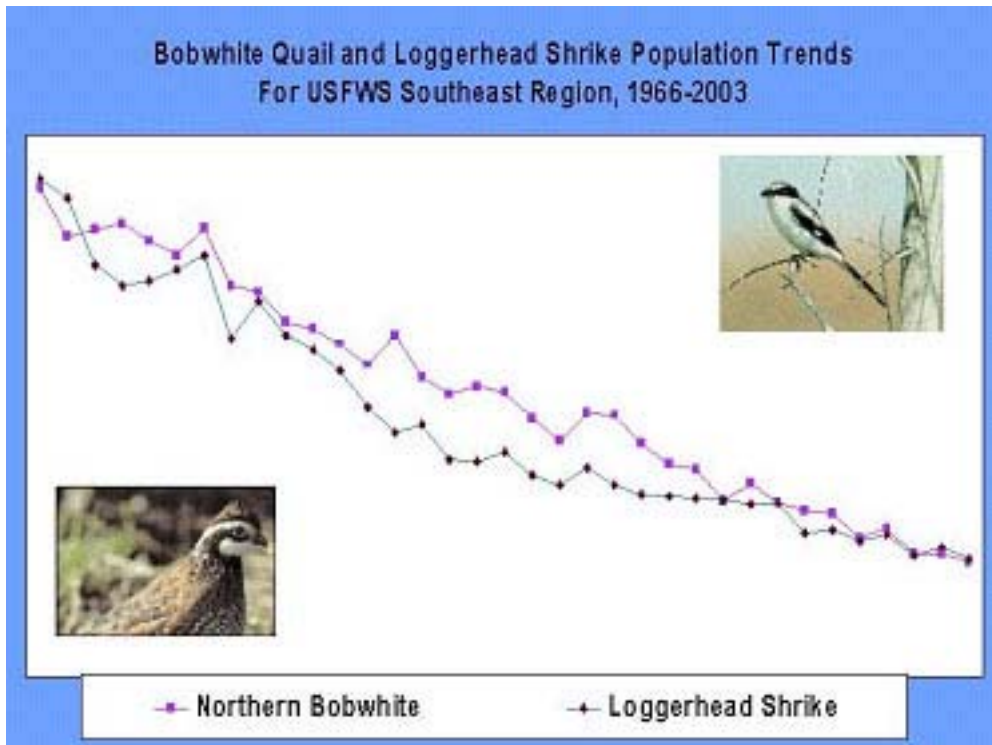 Bobwhite Quail and Loggerhead Shrike Population Trends
For USFWS Southeast Region, 1966-2003
Northern Bobwhite
Loggerhead Shrike